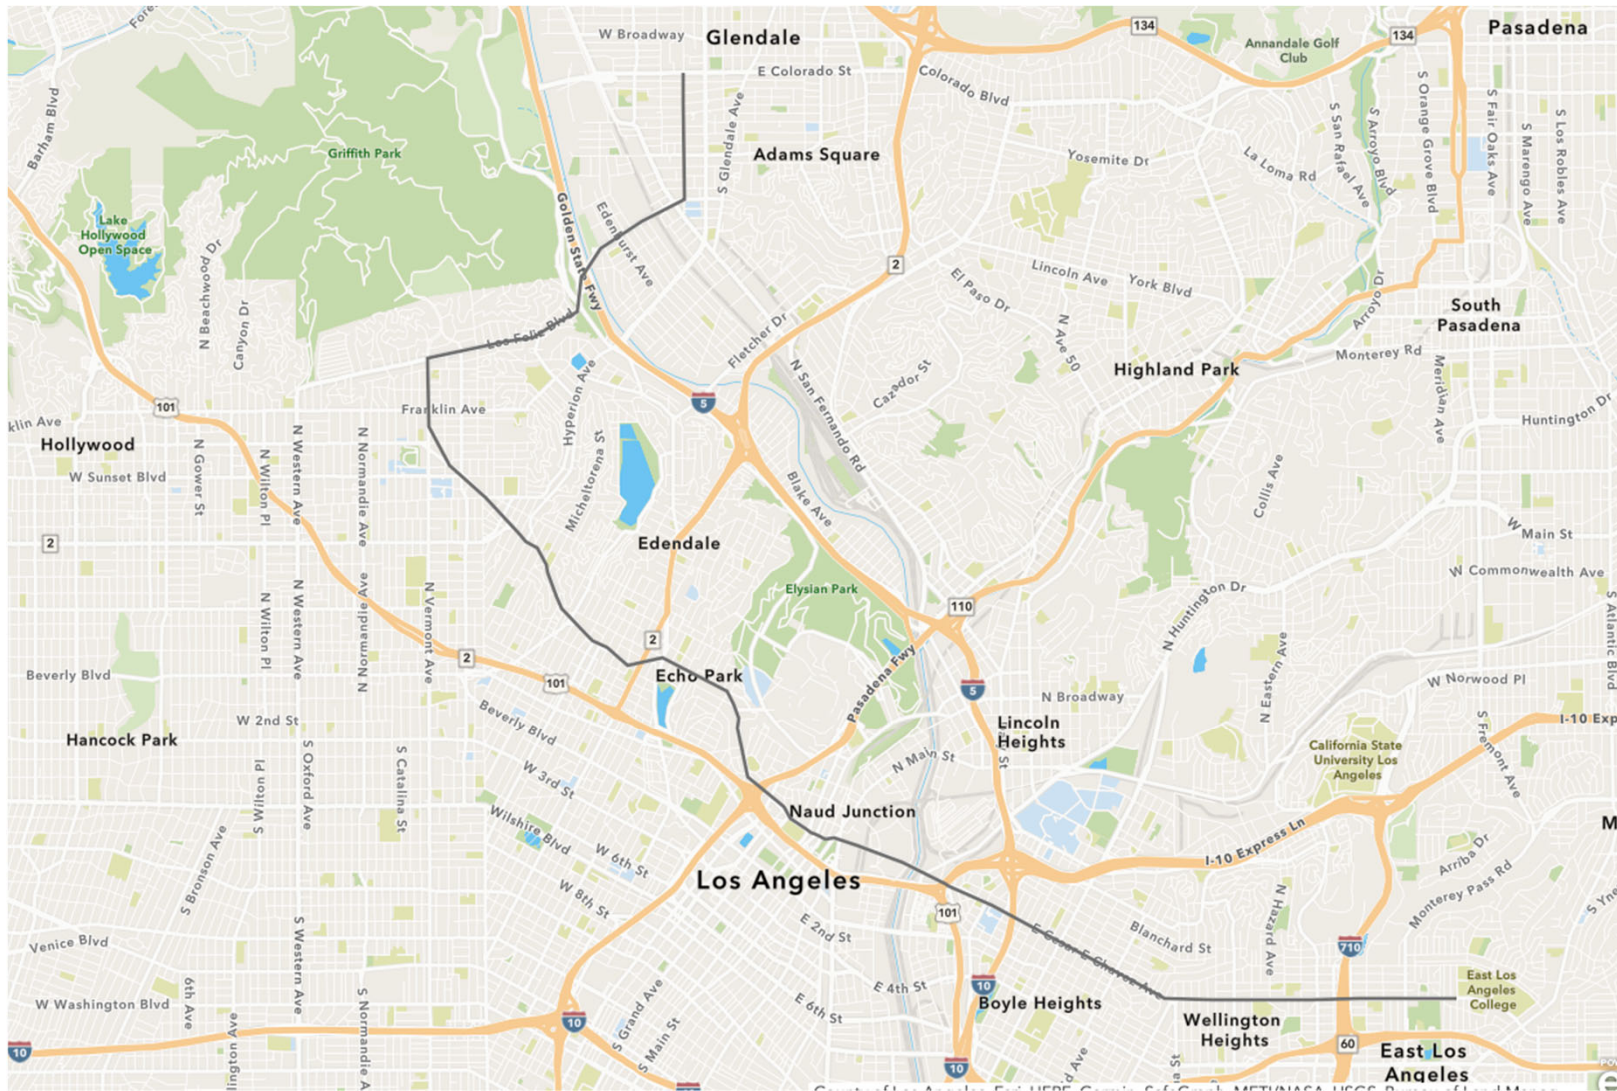 W Broadway
Glendale
134
134
Pasadena
Annandale Golf
Club
E Colorado St
Colorado Blvd
Barham Blvd
Griffith Park
S Glendale Ave
Adams Square
Yosemite Dr
La Loma Rd
S San Rafael Ave
S Arroyo Blvd
S Orange Grove Blvd
S Fair Oaks Ave
S Marengo Ave
S Los Robles Ave
Lake
Hollywood
Open Space
N Beachwood Dr
Canyon Dr
Golden State Fwy
Edenhurst Ave
2
El Paso Dr
Lincoln Ave
York Blvd
Arroyo Dr
South
Pasadena
Los Feliz Blvd
Fletcher Dr
N Ave 50
Monterey Rd
Highland Park
Cazador St
N San Fernando Rd
Hyperion Ave
Meridian Ave
Huntington Dr
101
Franklin Ave
5
klin Ave
Hollywood
W Sunset Blvd
N Gower St
N Wilton Pl
N Western Ave
N Normandie Ave
Micheltorena St
Blake Ave
Collis Ave
W Main St
2
Edendale
W Commonwealth Ave
N Wilton Pl
N Western Ave
N Normandie Ave
N Vermont Ave
Elysian Park
110
N Huntington Dr
S Atlantic Blvd
2
2
Beverly Blvd
101
Echo Park
Pasadena Fwy
5
N Broadway
N Eastern Ave
W Norwood Pl
W 2nd St
Beverly Blvd
Hancock Park
Lincoln
Heights
St
S Fremont Ave
I-10 Exp
California State
University Los
Angeles
S Wilton Pl
S Oxford Ave
S Catalina St
W 3rd St
N Main St
Naud Junction
Wilshire Blvd
W 6th St
I-10 Express Ln
M
S Bronson Ave
Los Angeles
W 8th St
Arriba Dr
Monterey Pass Rd
101
E 2nd St
E Cesar E Chavez Ave
Blanchard St
N Hazard Ave
Venice Blvd
S Western Ave
710
East Los
Angeles
College
E 4th St
10
W Washington Blvd
6th Ave
S Normandie A
S Grand Ave
E 6th St
Boyle Heights
Wellington
Heights
10
10
S Main St
60
East Los
Angeles
lington Ave
10